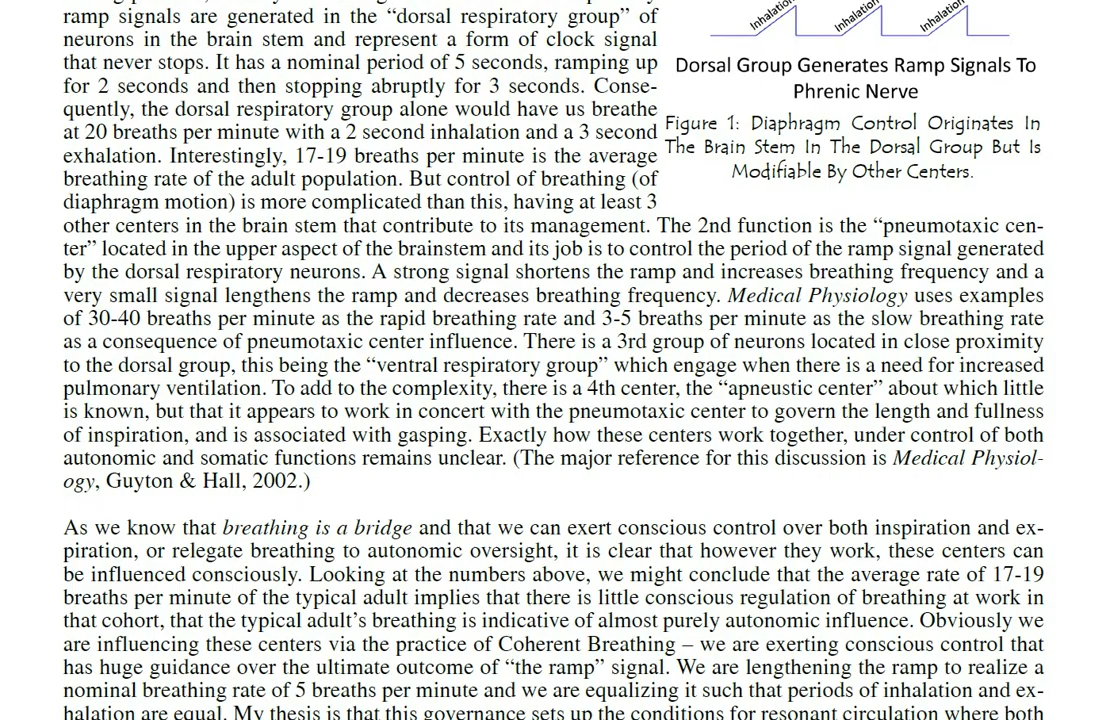 Inhalation Inhalation Inhalation
Dorsal Group Generates Ramp Signals To
Phrenic Nerve
Figure 1: Diaphragm Control Originates In
The Brain Stem In The Dorsal Group But Is
Modifiable By Other Centers.
ramp signals are generated in the “dorsal respiratory group” of
neurons in the brain stem and represent a form of clock signal
that never stops. It has a nominal period of 5 seconds, ramping up
for 2 seconds and then stopping abruptly for 3 seconds. Conse-
quently, the dorsal respiratory group alone would have us breathe
at 20 breaths per minute with a 2 second inhalation and a 3 second
exhalation. Interestingly, 17-19 breaths per minute is the average
breathing rate of the adult population. But control of breathing (of
diaphragm motion) is more complicated than this, having at least 3
other centers in the brain stem that contribute to its management. The 2nd function is the “pneumotaxic cen-
ter” located in the upper aspect of the brainstem and its job is to control the period of the ramp signal generated
by the dorsal respiratory neurons. A strong signal shortens the ramp and increases breathing frequency and a
very small signal lengthens the ramp and decreases breathing frequency. Medical Physiology uses examples
of 30-40 breaths per minute as the rapid breathing rate and 3-5 breaths per minute as the slow breathing rate
as a consequence of pneumotaxic center influence. There is a 3rd group of neurons located in close proximity
to the dorsal group, this being the “ventral respiratory group” which engage when there is a need for increased
pulmonary ventilation. To add to the complexity, there is a 4th center, the “apneustic center” about which little
is known, but that it appears to work in concert with the pneumotaxic center to govern the length and fullness
of inspiration, and is associated with gasping. Exactly how these centers work together, under control of both
autonomic and somatic functions remains unclear. (The major reference for this discussion is Medical Physiol-
ogy, Guyton & Hall, 2002.)
As we know that breathing is a bridge and that we can exert conscious control over both inspiration and ex-
piration, or relegate breathing to autonomic oversight, it is clear that however they work, these centers can
be influenced consciously. Looking at the numbers above, we might conclude that the average rate of 17-19
breaths per minute of the typical adult implies that there is little conscious regulation of breathing at work in
that cohort, that the typical adult’s breathing is indicative of almost purely autonomic influence. Obviously we
are influencing these centers via the practice of Coherent Breathing – we are exerting conscious control that
has huge guidance over the ultimate outcome of “the ramp” signal. We are lengthening the ramp to realize a
nominal breathing rate of 5 breaths per minute and we are equalizing it such that periods of inhalation and ex-
halation are equal. My thesis is that this governance sets up the conditions for resonant circulation where both